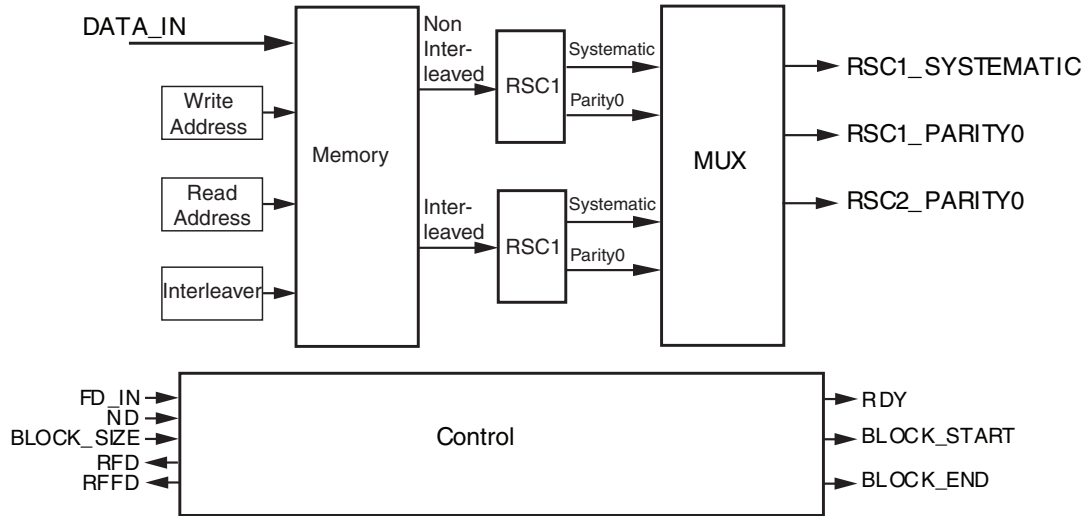 DATA_IN
Write
Address
Read
Address
Interleaver
Memory
Non
Inter-
leaved
Inter-
leaved
RSC1
Systematic
Parity0
RSC1
Systematic
Parity0
MUX
RSC1_SYSTEMATIC
RSC1_PARITY0
RSC2_PARITY0
FD_IN
ND
BLOCK_SIZE
RFD
RFFD
Control
RDY
BLOCK_START
BLOCK_END